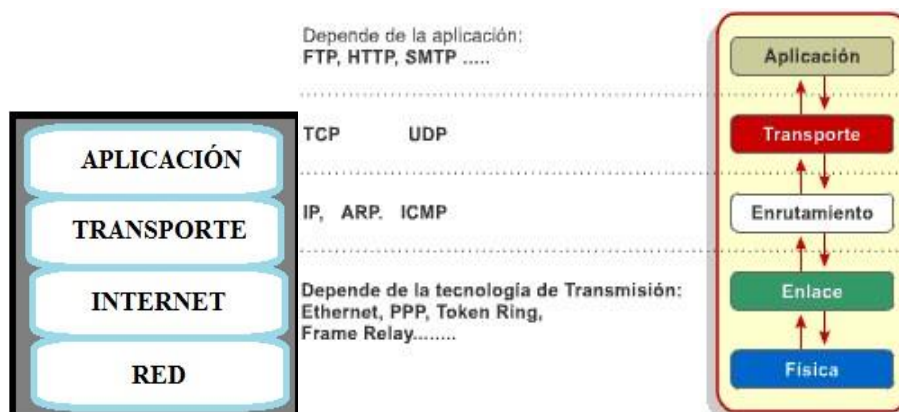 APLICACIÓN
TRANSPORTE
INTERNET
RED
Depende de la aplicación:
FTP, HTTP, SMTP .....
TCP UDP
IP, ARP. ICMP
Depende de la tecnología de Transmisión:
Ethernet, PPP, Token Ring,
Frame Relay........
Aplicación
Transporte
Enrutamiento
Enlace
Física